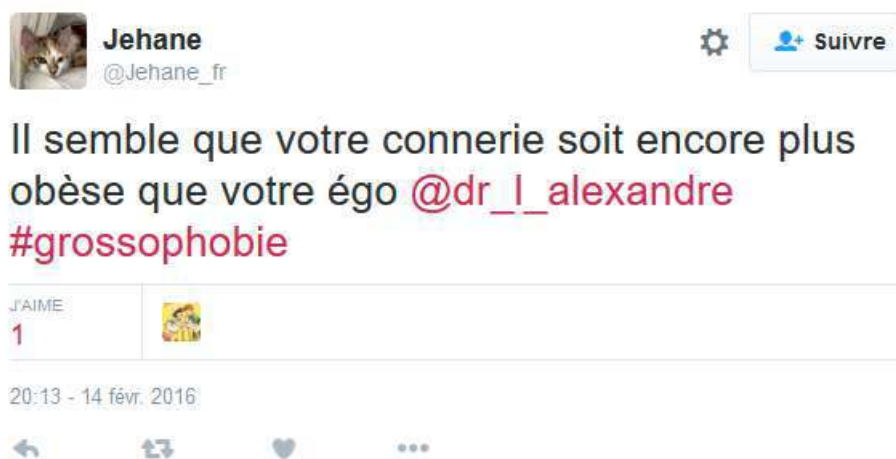 Jehane
@Jehane_fr
Suivre
Il semble que votre connerie soit encore plus
obèse que votre égo @dr_l_alexandre
#grossophobie
J'AIME
1
20:13 - 14 févr. 2016